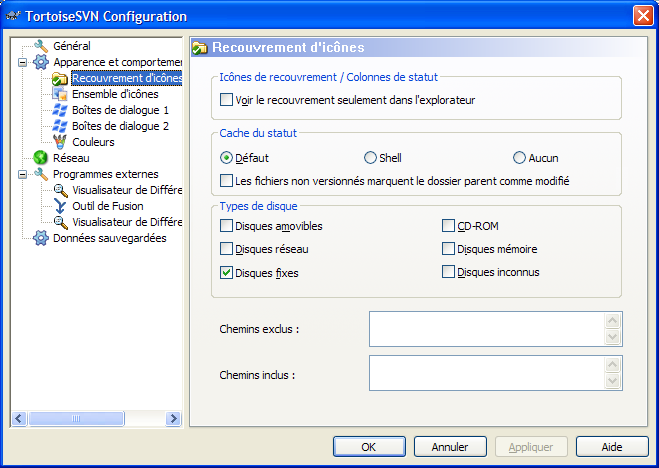 TortoiseSVN Configuration
Général
Apparence et comportemer
Recouvrement d'icônes
Ensemble d'icônes
Boîtes de dialogue 1
Boîtes de dialogue 2
Couleurs
Réseau
Programmes externes
Visualisateur de Différe
Outil de Fusion
Visualisateur de Différe
Données sauvegardées
Recouvrement d'icônes
Icônes de recouvrement / Colonnes de statut
Voir le recouvrement seulement dans l'explorateur
Cache du statut
Défaut
Shell
Aucun
Les fichiers non versionnés marquent le dossier parent comme modifié
Types de disque
Disques amovibles
CD-ROM
Disques réseau
Disques mémoire
Disques fixes
Disques inconnus
Chemins exclus :
Chemins inclus :
OK
Annuler
Appliquer
Aide